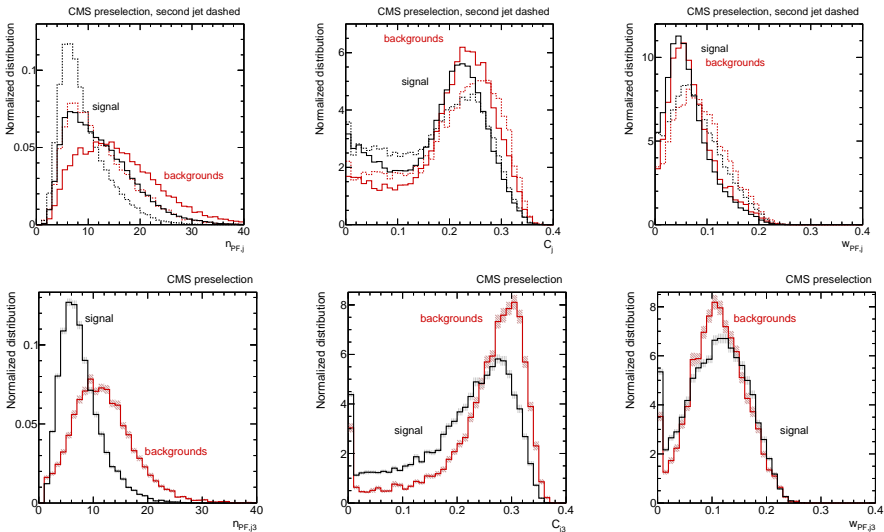 CMS preselection, second jet dashed
Normalized distribution
0.1
0.05
0
0 10 20 30 40
signal
backgrounds
n_PF,j
CMS preselection, second jet dashed
Normalized distribution
6
4
2
0
0 0.1 0.2 0.3 0.4
backgrounds
signal
C_j
CMS preselection, second jet dashed
Normalized distribution
10
5
0
0 0.1 0.2 0.3 0.4
signal
backgrounds
w_PF,j
CMS preselection
Normalized distribution
0.1
0.05
0
0 10 20 30 40
signal
backgrounds
n_PF,j3
CMS preselection
Normalized distribution
8
6
4
2
0
0 0.1 0.2 0.3 0.4
backgrounds
signal
C_j3
CMS preselection
Normalized distribution
8
6
4
2
0
0 0.1 0.2 0.3 0.4
backgrounds
signal
w_PF,j3